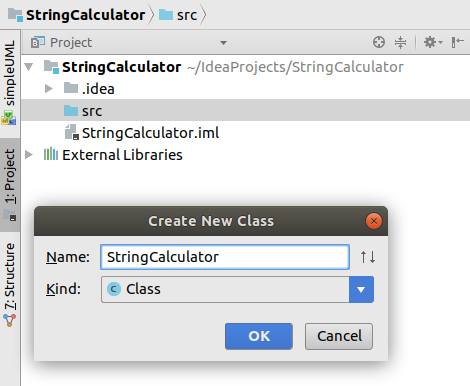 StringCalculator src
simpleUML
1: Project
7: Structure
Project
StringCalculator ~/IdeaProjects/StringCalculator
.idea
src
StringCalculator.iml
External Libraries
Create New Class
Name: StringCalculator
Kind: C Class
OK Cancel